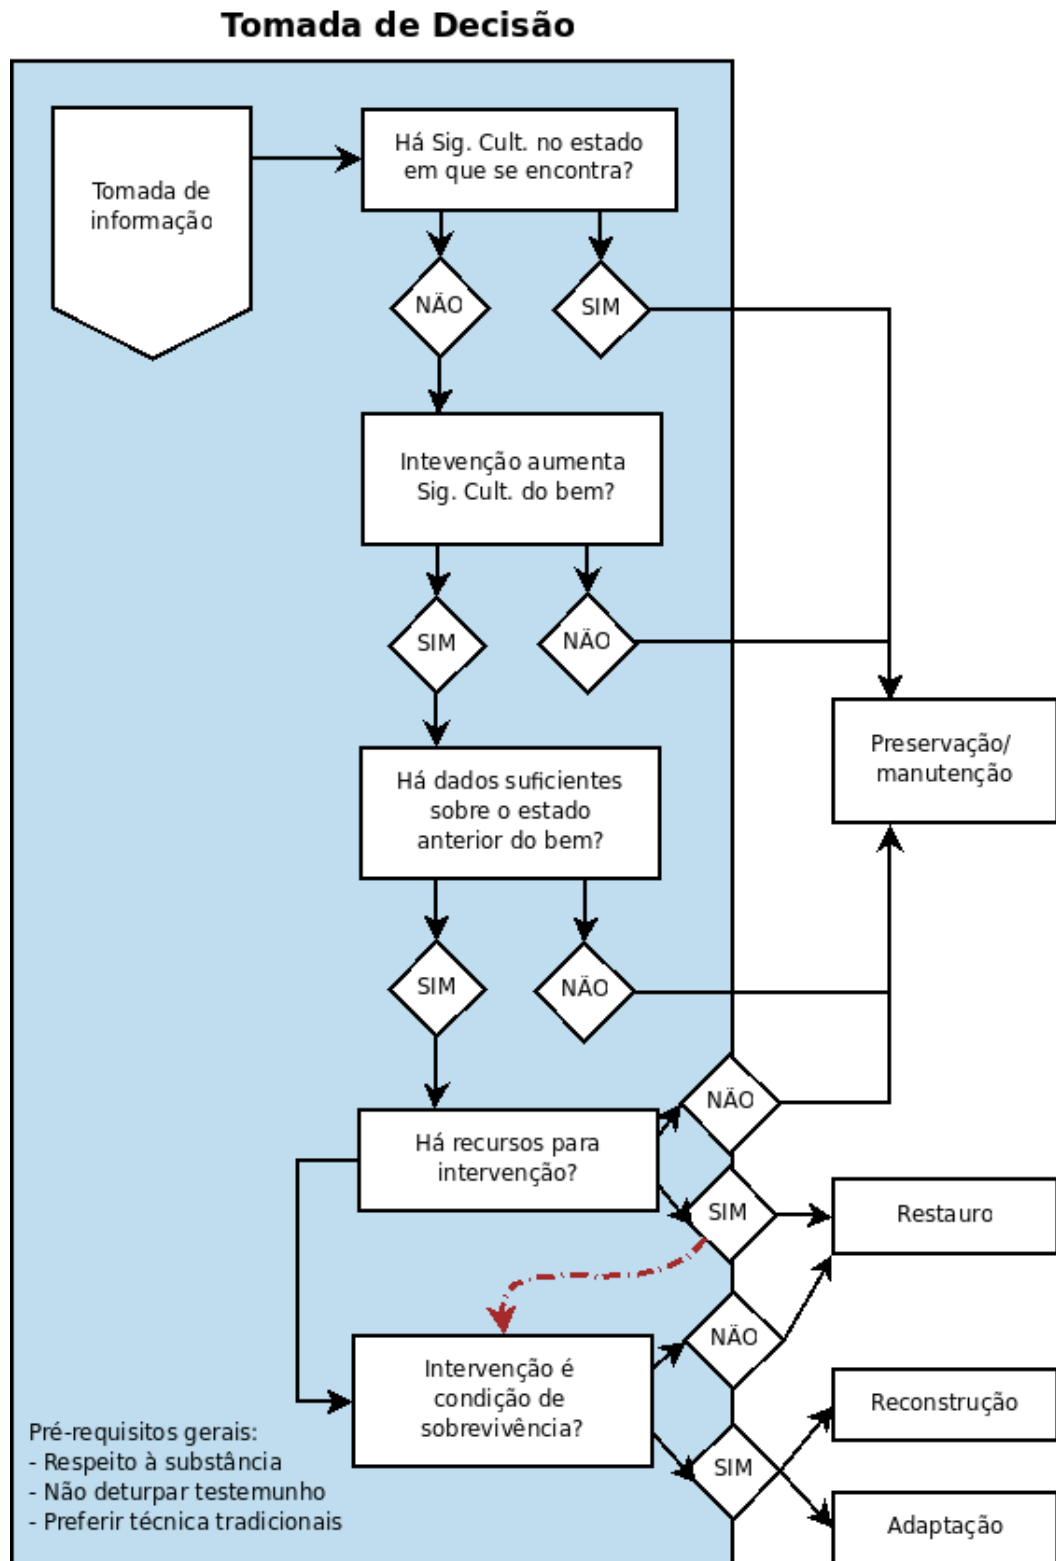 Tomada de Decisão
Tomada de
informação
Há Sig. Cult. no estado
em que se encontra?
NÃO
SIM
Intevenção aumenta
Sig. Cult. do bem?
SIM
NÃO
Preservação/
manutenção
Há dados suficientes
sobre o estado
anterior do bem?
SIM
NÃO
Há recursos para
intervenção?
NÃO
SIM
Restauro
Intervenção é
condição de
sobrevivência?
NÃO
SIM
Reconstrução
Adaptação
Pré-requisitos gerais:
- Respeito à substância
- Não deturpar testemunho
- Preferir técnica tradicionais